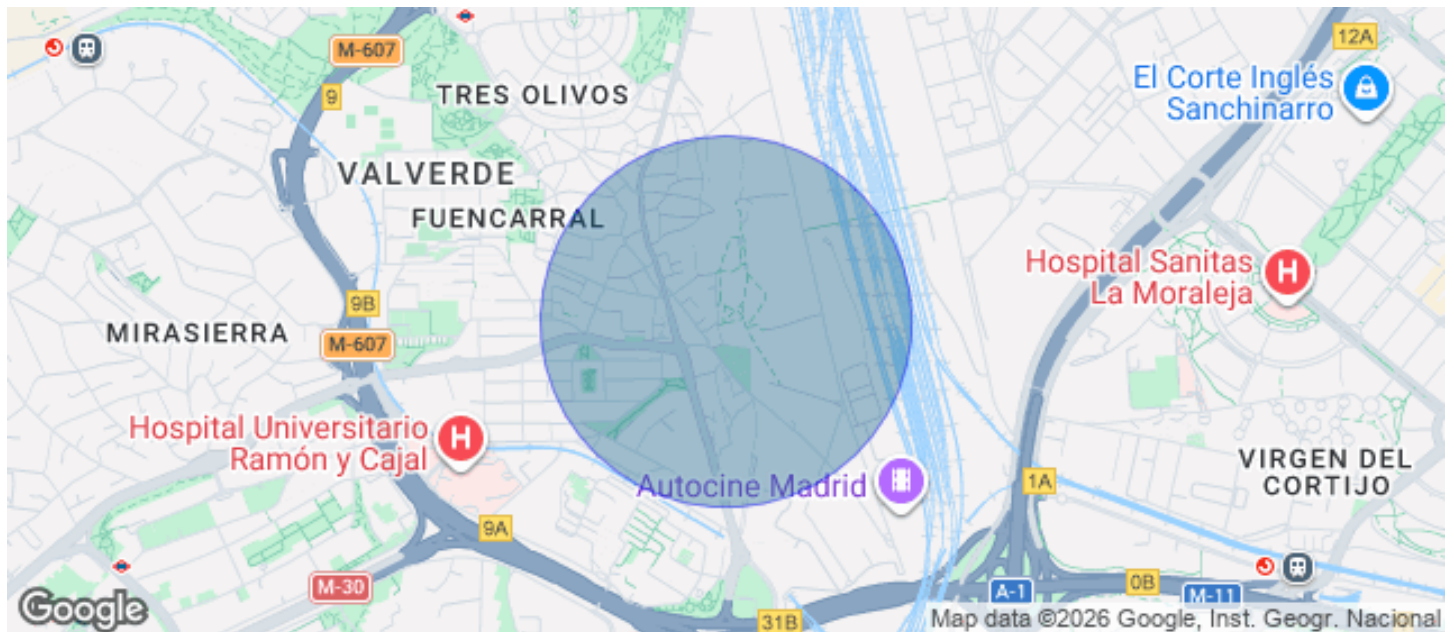 12A
M-607
El Corte Inglés
Sanchinarro
9
TRES OLIVOS
VALVERDE
FUENCARRAL
Hospital Sanitas
La Moraleja
H
9B
MIRASIERRA
M-607
Hospital Universitario
Ramón y Cajal
H
VIRGEN DEL
CORTIJO
Autocine Madrid
1A
9A
M-30
A-1
0B
M-11
31B
Google
Map data ©2026 Google, Inst. Geogr. Nacional